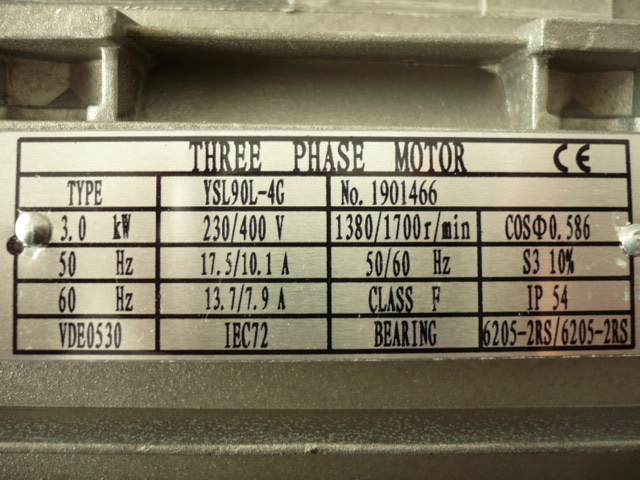 THREE PHASE MOTOR CE
TYPE YSL90L-4G No. 1901466
3.0 kW 230/400 V 1380/1700r/min COSΦ0.586
50 Hz 17.5/10.1 A 50/60 Hz S3 10%
60 Hz 13.7/7.9 A CLASS F IP 54
VDE0530 IEC72 BEARING 6205-2RS/6205-2RS